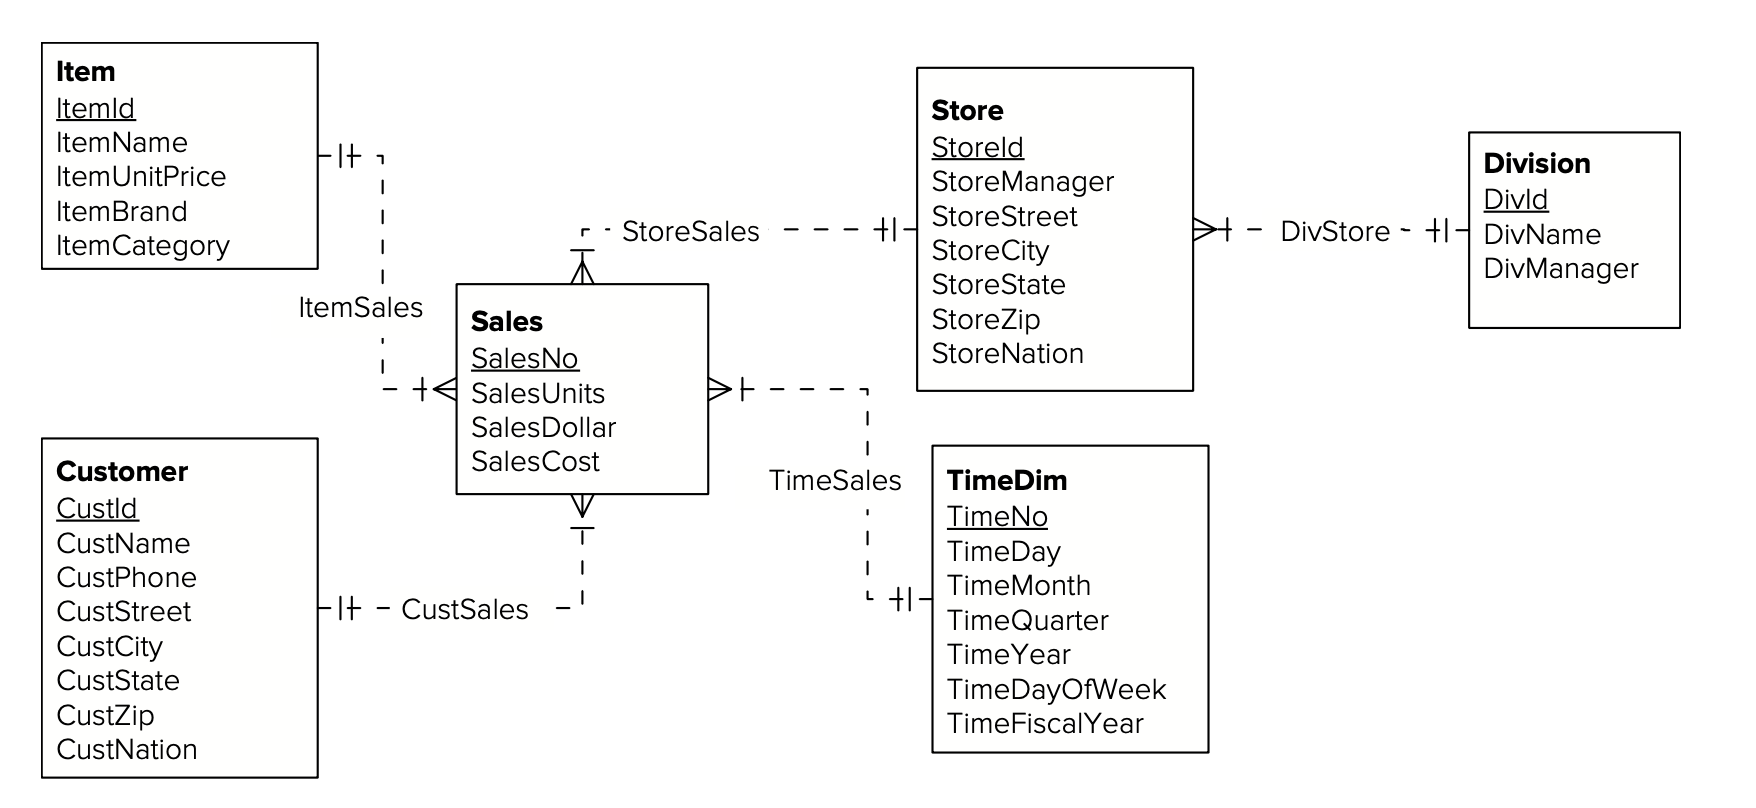 Item
ItemId
ItemName
ItemUnitPrice
ItemBrand
ItemCategory
ItemSales
Customer
CustId
CustName
CustPhone
CustStreet
CustCity
CustState
CustZip
CustNation
CustSales
Sales
SalesNo
SalesUnits
SalesDollar
SalesCost
StoreSales
Store
StoreId
StoreManager
StoreStreet
StoreCity
StoreState
StoreZip
StoreNation
DivStore
Division
DivId
DivName
DivManager
TimeSales
TimeDim
TimeNo
TimeDay
TimeMonth
TimeQuarter
TimeYear
TimeDayOfWeek
TimeFiscalYear